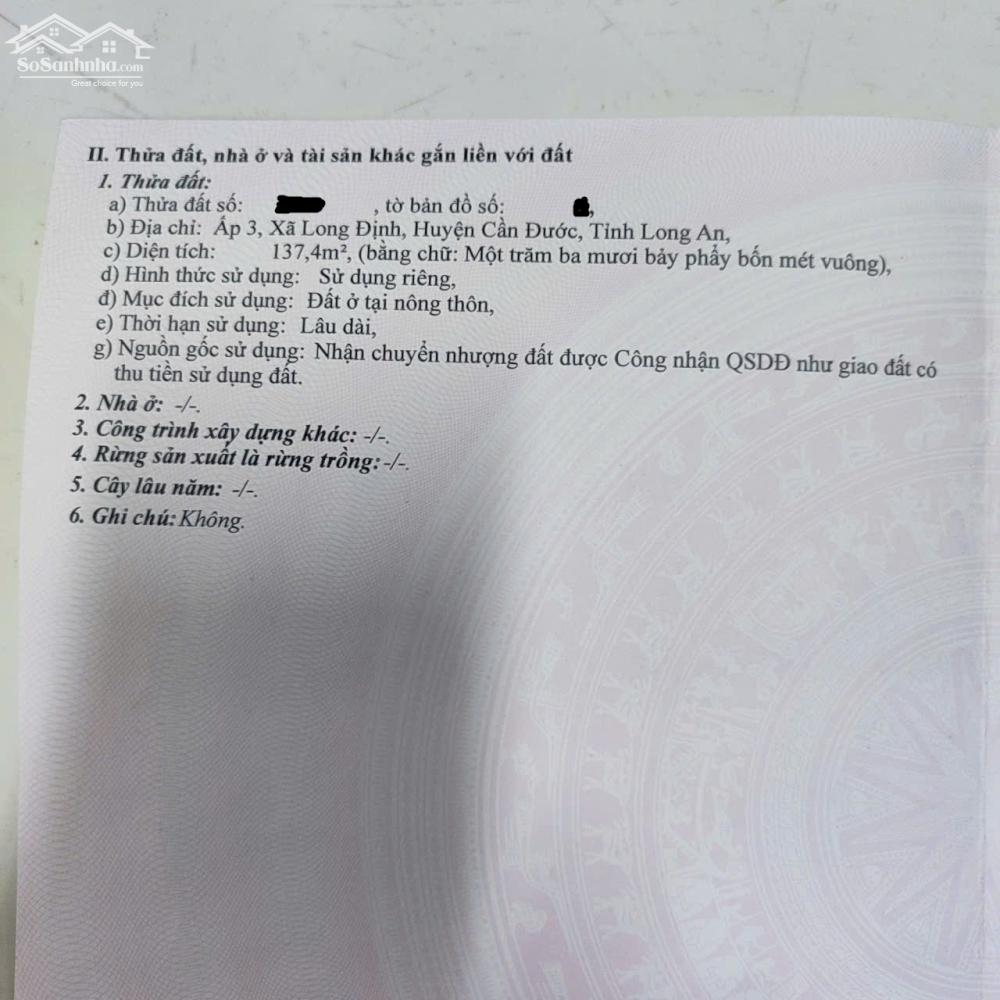 SoSanhnha.com
Great choice for you
II. Thửa đất, nhà ở và tài sản khác gắn liền với đất
1. Thửa đất:
a) Thửa đất số: , tờ bản đồ số: ,
b) Địa chỉ: Ấp 3, Xã Long Định, Huyện Cần Đước, Tỉnh Long An,
c) Diện tích: 137,4m², (bằng chữ: Một trăm ba mươi bảy phẩy bốn mét vuông),
d) Hình thức sử dụng: Sử dụng riêng,
đ) Mục đích sử dụng: Đất ở tại nông thôn,
e) Thời hạn sử dụng: Lâu dài,
g) Nguồn gốc sử dụng: Nhận chuyển nhượng đất được Công nhận QSDĐ như giao đất có
thu tiền sử dụng đất.
2. Nhà ở: -/-.
3. Công trình xây dựng khác: -/-.
4. Rừng sản xuất là rừng trồng: -/-.
5. Cây lâu năm: -/-.
6. Ghi chú: Không.